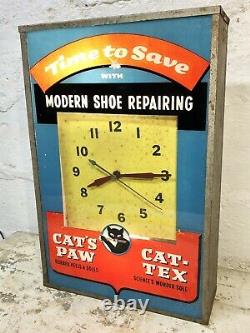 Time to Save
WITH
MODERN SHOE REPAIRING
12
11 1
10 2
9 3
8 4
7 5
6
CAT'S
PAW
RUBBER HEELS & SOLES
CAT-
TEX
SCIENCE'S WONDER SOLE